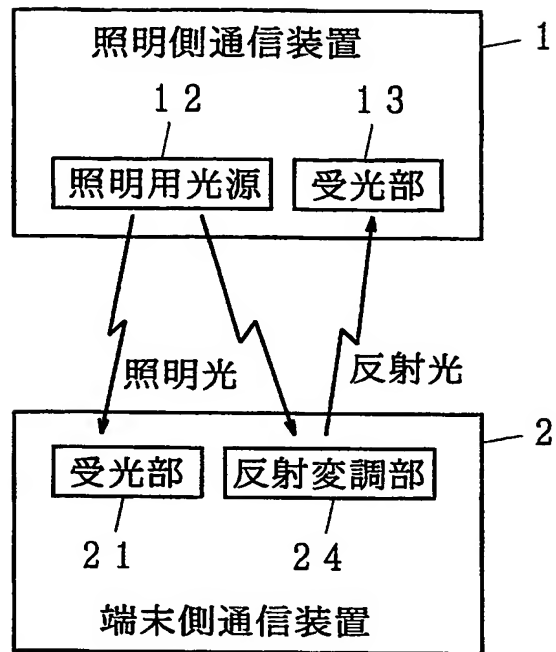 照明側通信装置
1
12
13
照明用光源
受光部
照明光
反射光
2
受光部
反射変調部
21
24
端末側通信装置